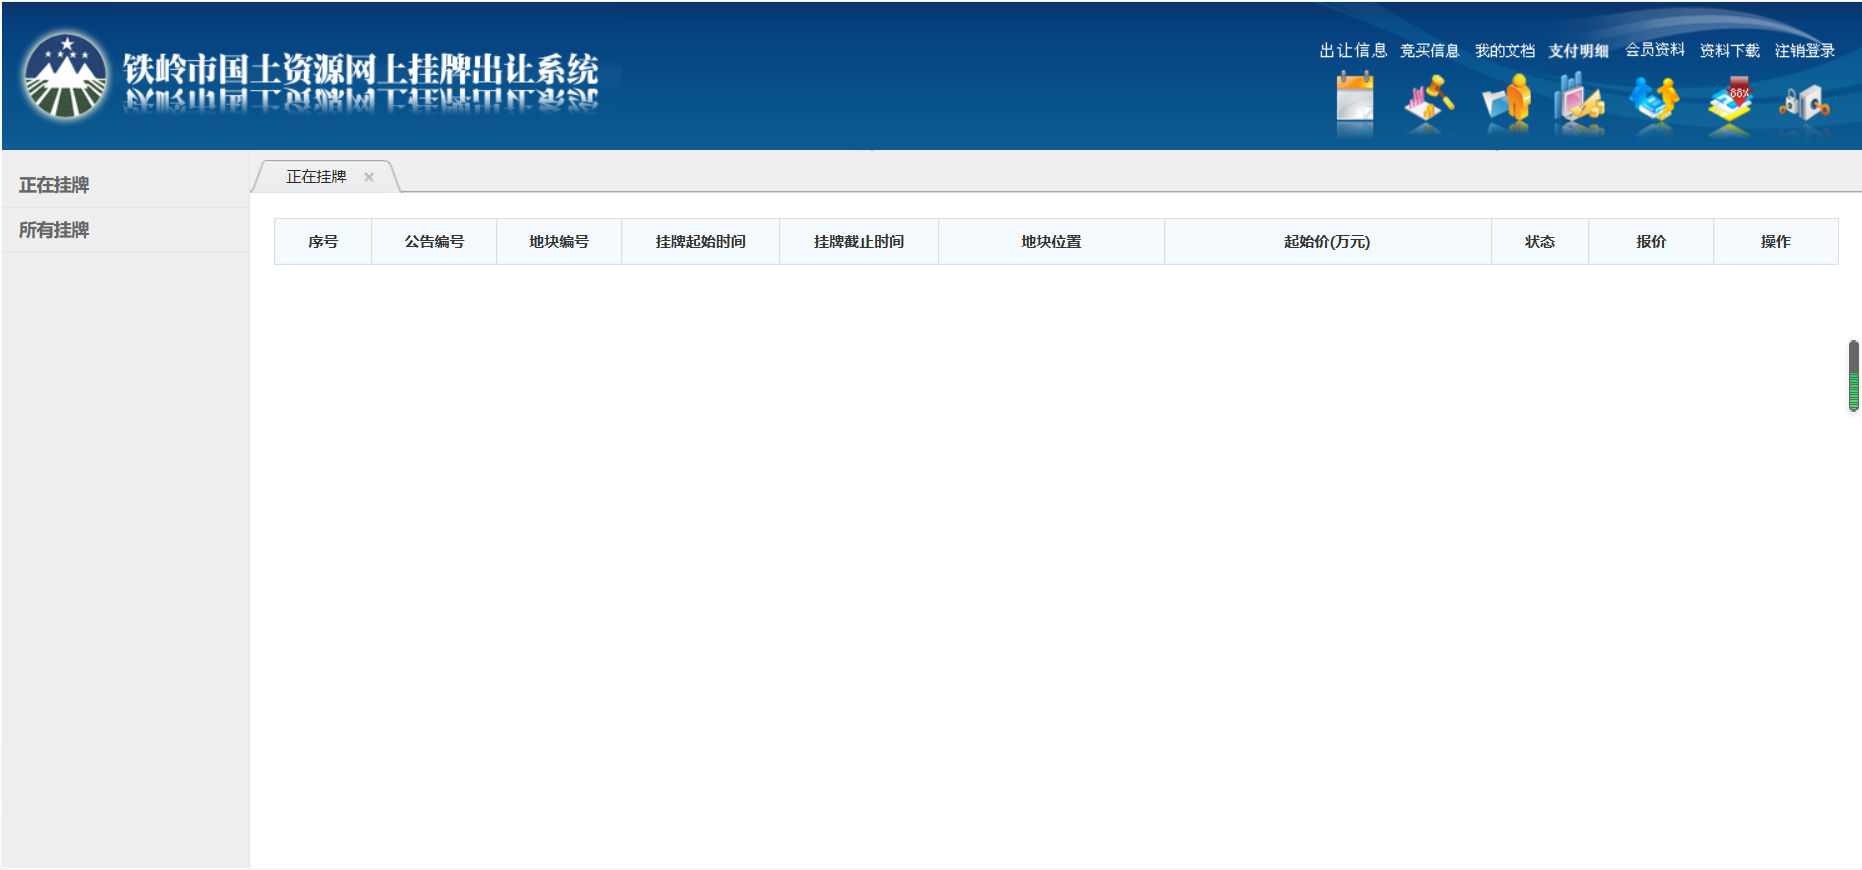 铁岭市国土资源网上挂牌出让系统
出让信息 竞买信息 我的文档 支付明细 会员资料 资料下载 注销登录
88%
正在挂牌
所有挂牌
正在挂牌 ×
序号 公告编号 地块编号 挂牌起始时间 挂牌截止时间 地块位置 起始价(万元) 状态 报价 操作